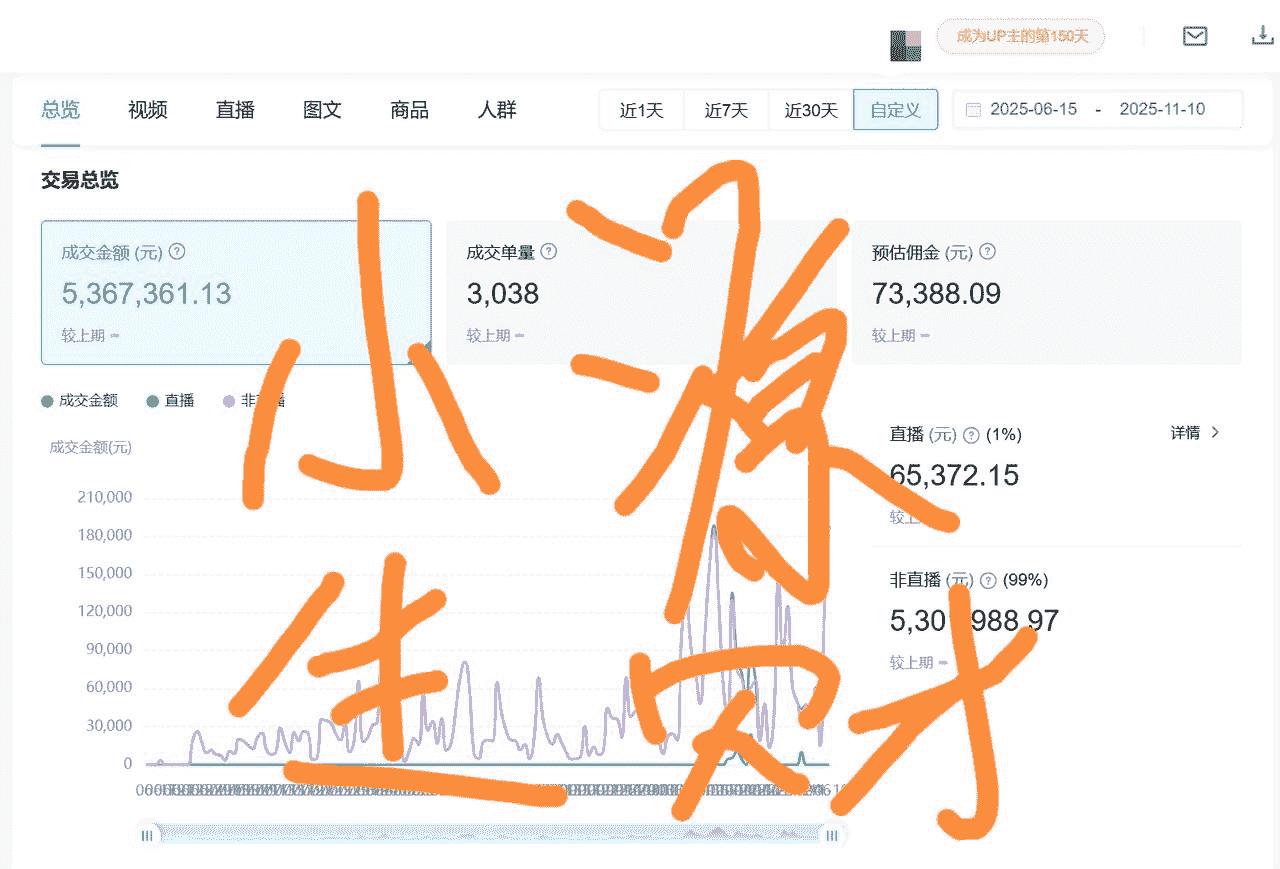 成为UP主的第150天
总览 视频 直播 图文 商品 人群 近1天 近7天 近30天 自定义 2025-06-15 - 2025-11-10
交易总览
成交金额 (元) 成交单量 预估佣金 (元)
5,367,361.13 3,038 73,388.09
较上期 -- 较上期 -- 较上期 --
成交金额 直播
成交金额(元)
直播 (元) (1%) 详情
65,372.15
210,000
180,000
150,000
120,000
90,000
60,000
30,000
0
非直播 (元) (99%)
较上期 --
小
生财